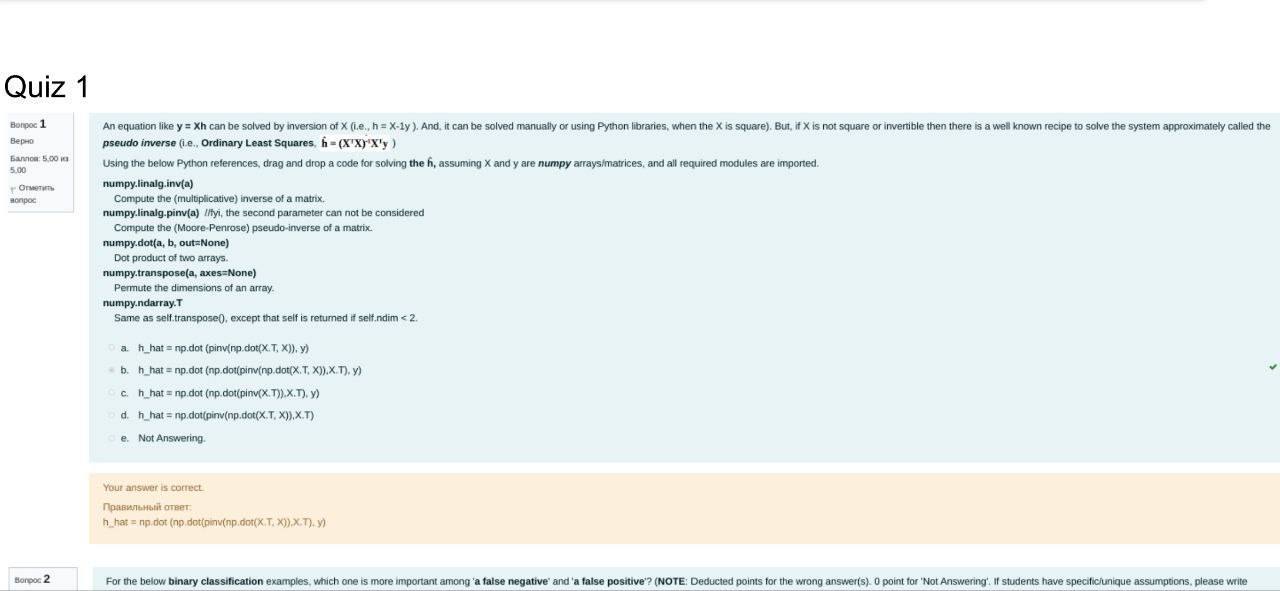 Quiz 1
Вопрос 1
Верно
Баллов: 5,00 из
5,00
Отметить
вопрос
An equation like y = Xh can be solved by inversion of X (i.e., h = X-1y ). And, it can be solved manually or using Python libraries, when the X is square). But, if X is not square or invertible then there is a well known recipe to solve the system approximately called the
pseudo inverse (i.e., Ordinary Least Squares, ĥ = (XᵀX)⁻¹Xᵀy )
Using the below Python references, drag and drop a code for solving the ĥ, assuming X and y are numpy arrays/matrices, and all required modules are imported.
numpy.linalg.inv(a)
Compute the (multiplicative) inverse of a matrix.
numpy.linalg.pinv(a) //fyi, the second parameter can not be considered
Compute the (Moore-Penrose) pseudo-inverse of a matrix.
numpy.dot(a, b, out=None)
Dot product of two arrays.
numpy.transpose(a, axes=None)
Permute the dimensions of an array.
numpy.ndarray.T
Same as self.transpose(), except that self is returned if self.ndim < 2.
a. h_hat = np.dot (pinv(np.dot(X.T, X)), y)
b. h_hat = np.dot (np.dot(pinv(np.dot(X.T, X)),X.T), y)
c. h_hat = np.dot (np.dot(pinv(X.T)),X.T), y)
d. h_hat = np.dot(pinv(np.dot(X.T, X)),X.T)
e. Not Answering.
Your answer is correct.
Правильный ответ:
h_hat = np.dot (np.dot(pinv(np.dot(X.T, X)),X.T), y)
Вопрос 2
For the below binary classification examples, which one is more important among 'a false negative' and 'a false positive'? (NOTE: Deducted points for the wrong answer(s). 0 point for 'Not Answering'. If students have specific/unique assumptions, please write